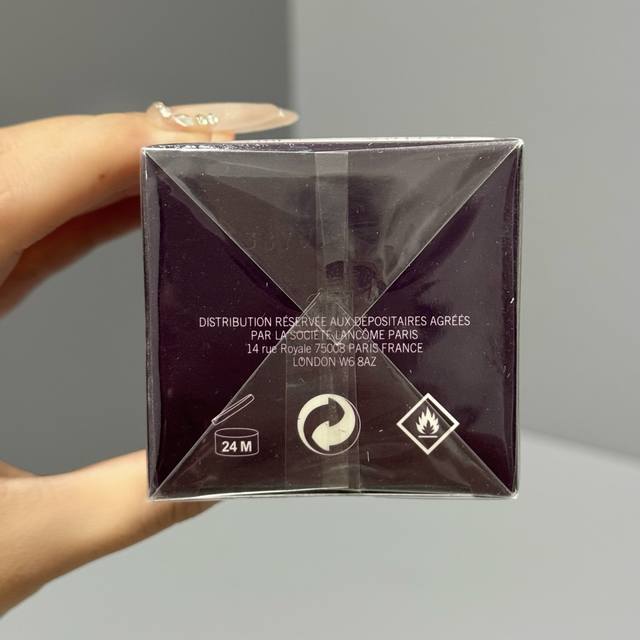 DISTRIBUTION RÉSERVÉE AUX DÉPOSITAIRES AGRÉÉS
PAR LA SOCIÉTÉ LANCÔME PARIS
14 rue Royale 75008 PARIS FRANCE
LONDON W6 8AZ
24 M